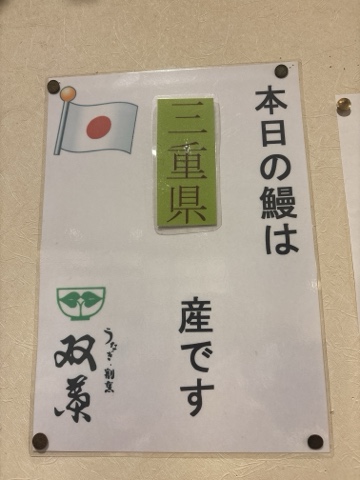 本日の鰻は
三重県
産です
うなぎ・割烹
双葉